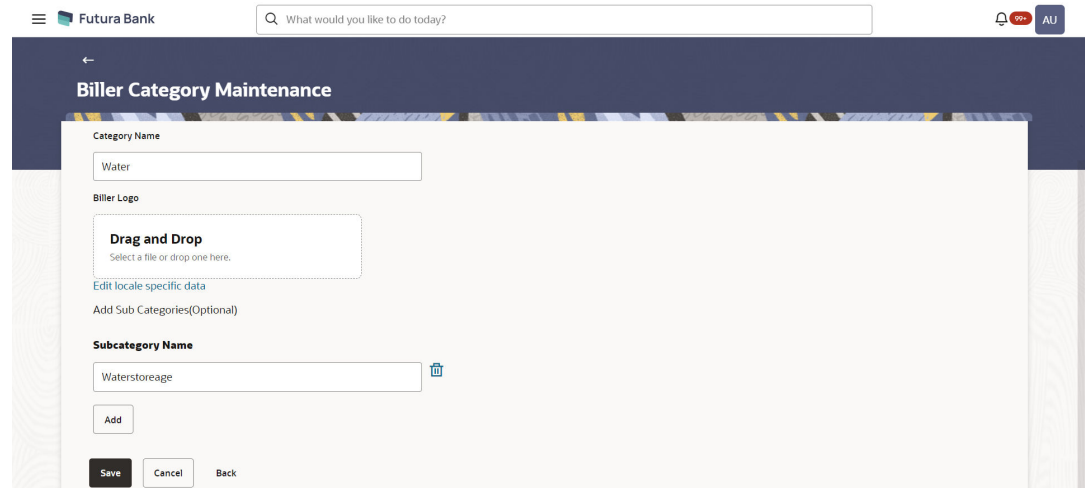 Futura Bank
What would you like to do today?
99+
AU
Biller Category Maintenance
Category Name
Water
Biller Logo
Drag and Drop
Select a file or drop one here.
Edit locale specific data
Add Sub Categories(Optional)
Subcategory Name
Waterstoreage
Add
Save Cancel Back